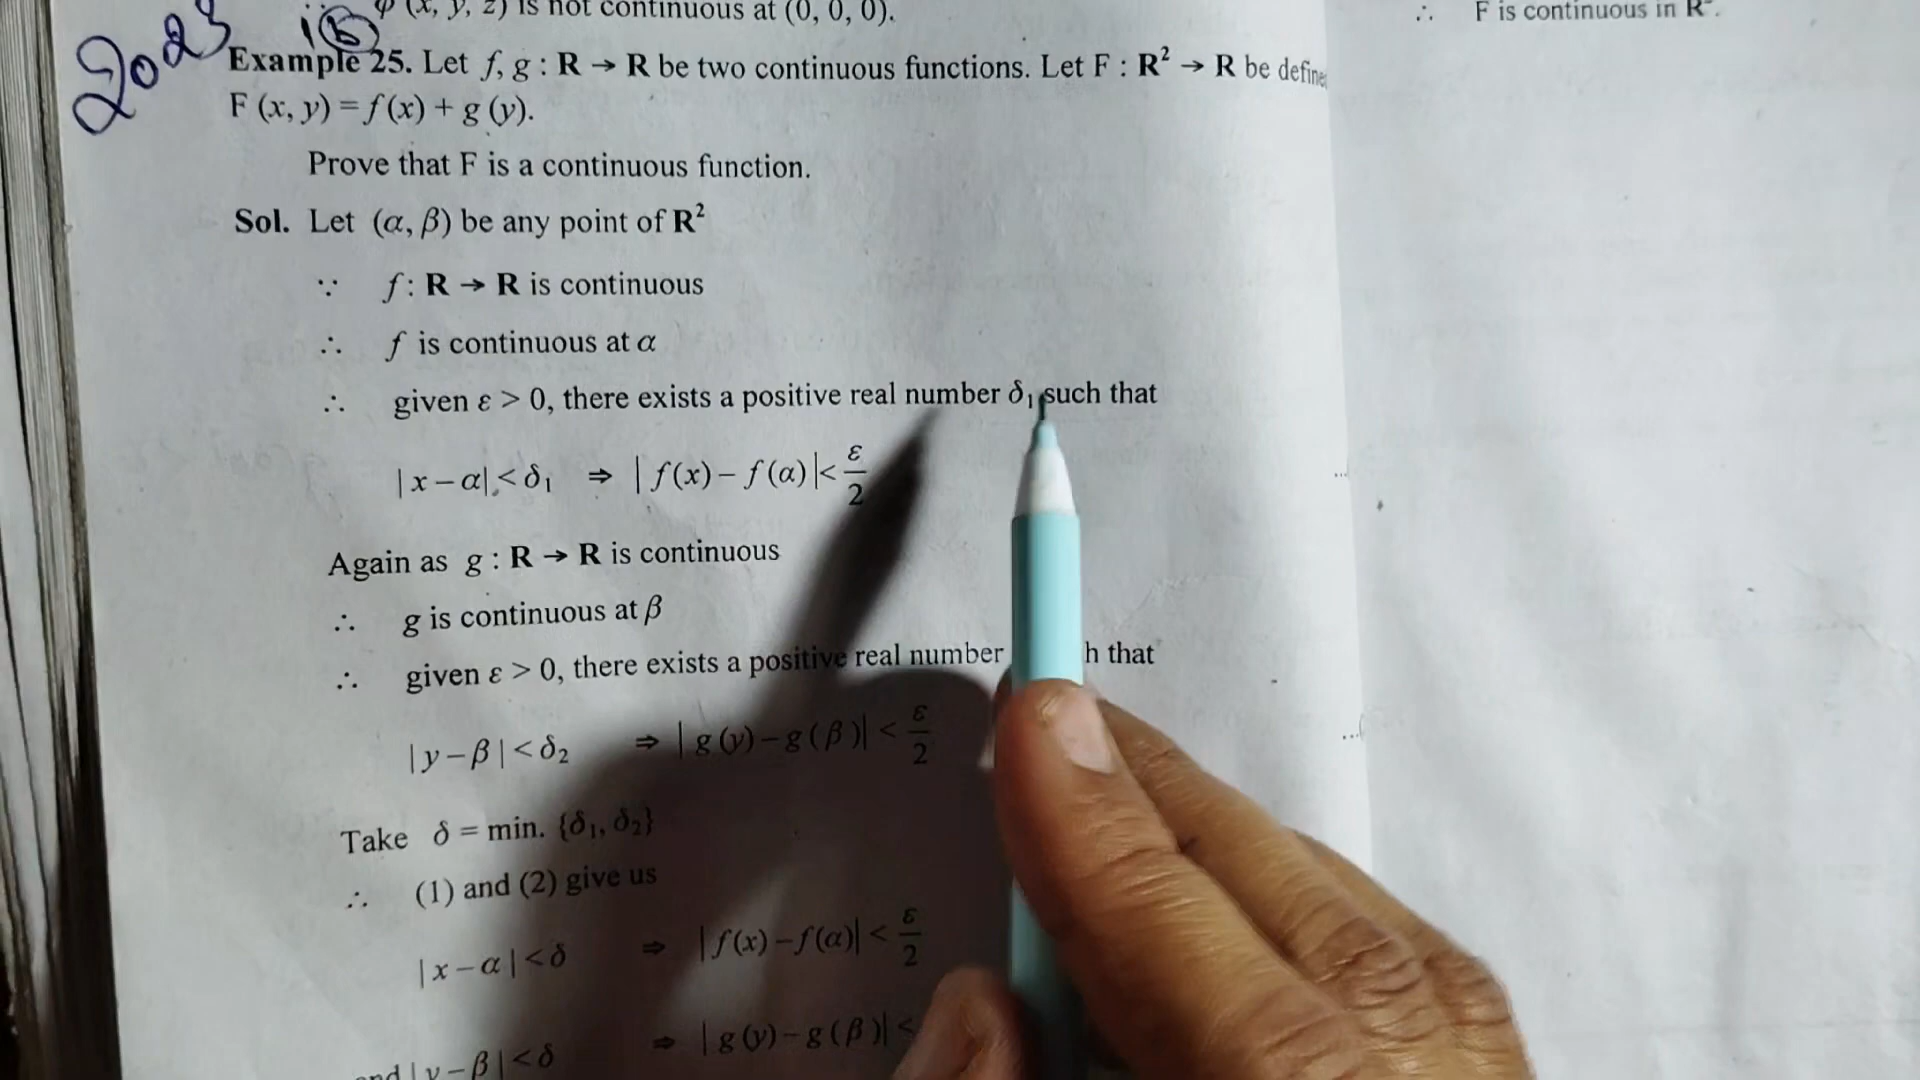 2023 1(b)
φ (x, y, z) is not continuous at (0, 0, 0).
Example 25. Let f, g : R → R be two continuous functions. Let F : R² → R be define
F (x, y) = f (x) + g (y).
Prove that F is a continuous function.
Sol. Let (α, β) be any point of R²
∵ f : R → R is continuous
∴ f is continuous at α
∴ given ε > 0, there exists a positive real number δ₁ such that
| x – α | < δ₁ ⇒ | f (x) – f (α) | < ε/2
Again as g : R → R is continuous
∴ g is continuous at β
∴ given ε > 0, there exists a positive real number h that
| y – β | < δ₂ ⇒ | g (y) – g (β) | < ε/2
Take δ = min. {δ₁, δ₂}
∴ (1) and (2) give us
| x – α | < δ ⇒ | f (x) – f (α) | < ε/2
and | y – β | < δ ⇒ | g (y) – g (β) | <
∴ F is continuous in R².